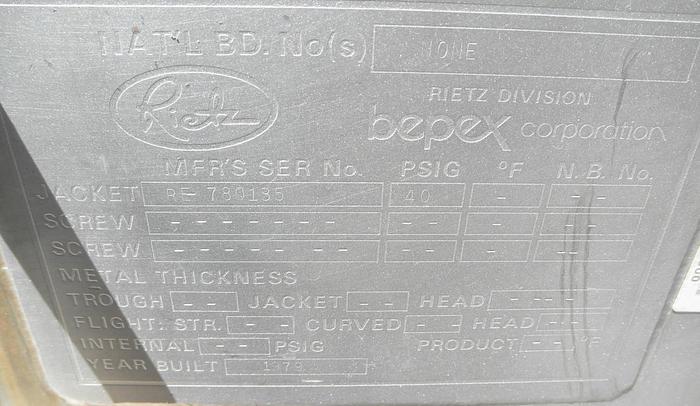 NAT'L BD. No(s) NONE
Rietz
RIETZ DIVISION
bepex corporation
MFR'S SER No. PSIG °F N.B. No.
JACKET RE 780135 40 - - -
SCREW - - - - - - - - - - - -
SCREW - - - - - - - - - - - -
METAL THICKNESS
TROUGH - - JACKET - - HEAD - -- -
FLIGHT: STR. - - - CURVED - - HEAD - - -
INTERNAL - - PSIG PRODUCT - - °F
YEAR BUILT 1979